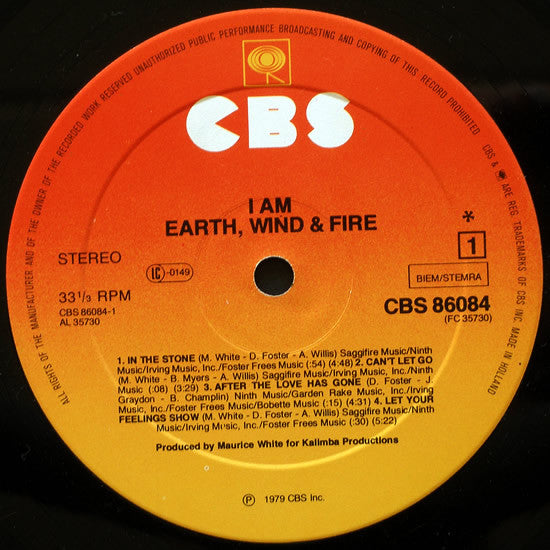 ALL RIGHTS OF THE MANUFACTURER AND OF THE OWNER OF THE RECORDED WORK RESERVED UNAUTHORIZED PUBLIC PERFORMANCE BROADCASTING AND COPYING OF THIS RECORD PROHIBITED
CBS & ARE REG. TRADEMARKS OF CBS INC. MADE IN HOLLAND
CBS
I AM
EARTH, WIND & FIRE
*
STEREO
LC -0149
1
BIEM/STEMRA
33 1/3 RPM
CBS 86084-1
AL 35730
CBS 86084
(FC 35730)
1. IN THE STONE (M. White - D. Foster - A. Willis) Saggifire Music/Ninth
Music/Irving Music, Inc./Foster Frees Music (:54) (4:48) 2. CAN'T LET GO
(M. White - B. Myers - A. Willis) Saggifire Music/Irving Music, Inc./Ninth
Music (:08) (3:29) 3. AFTER THE LOVE HAS GONE (D. Foster - J.
Graydon - B. Champlin) Ninth Music/Garden Rake Music, Inc./Irving
Music, Inc./Foster Frees Music/Bobette Music (:15) (4:31) 4. LET YOUR
FEELINGS SHOW (M. White - D. Foster - A. Willis) Saggifire Music/Ninth
Music/Irving Music, Inc./Foster Frees Music (:30) (5:22)
Produced by Maurice White for Kalimba Productions
℗ 1979 CBS Inc.